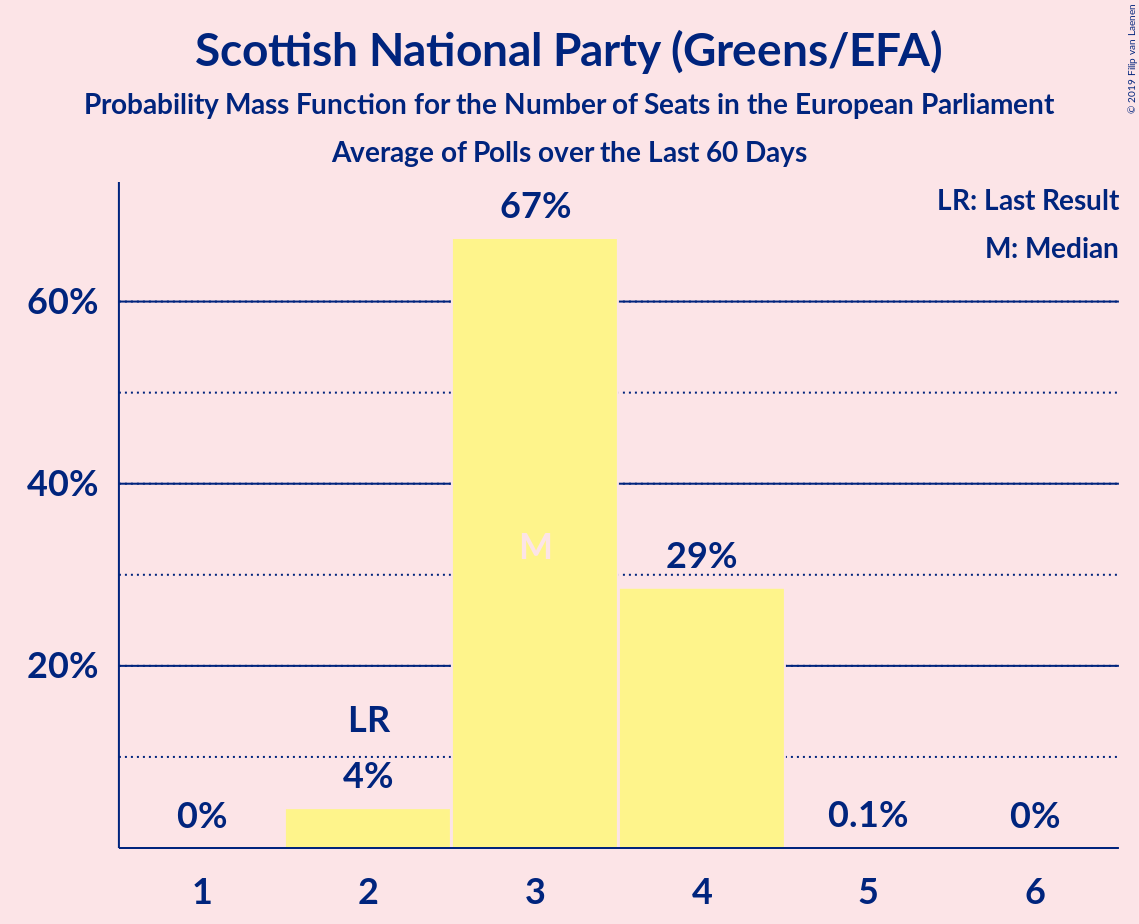 Scottish National Party (Greens/EFA)
Probability Mass Function for the Number of Seats in the European Parliament
Average of Polls over the Last 60 Days
© 2019 Filip van Laenen
LR: Last Result
M: Median
67%
60%
40%
M
29%
20%
LR
4%
0%
0.1%
0%
1 2 3 4 5 6